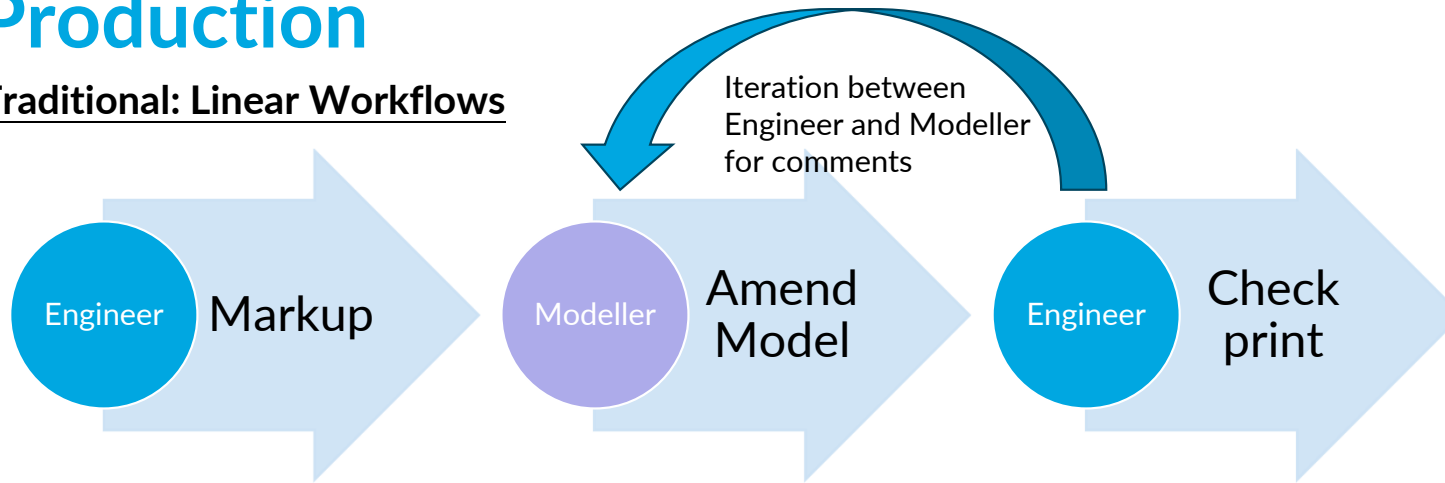 Production
Traditional: Linear Workflows
Iteration between
Engineer and Modeller
for comments
Engineer
Markup
Modeller
Amend
Model
Engineer
Check
print